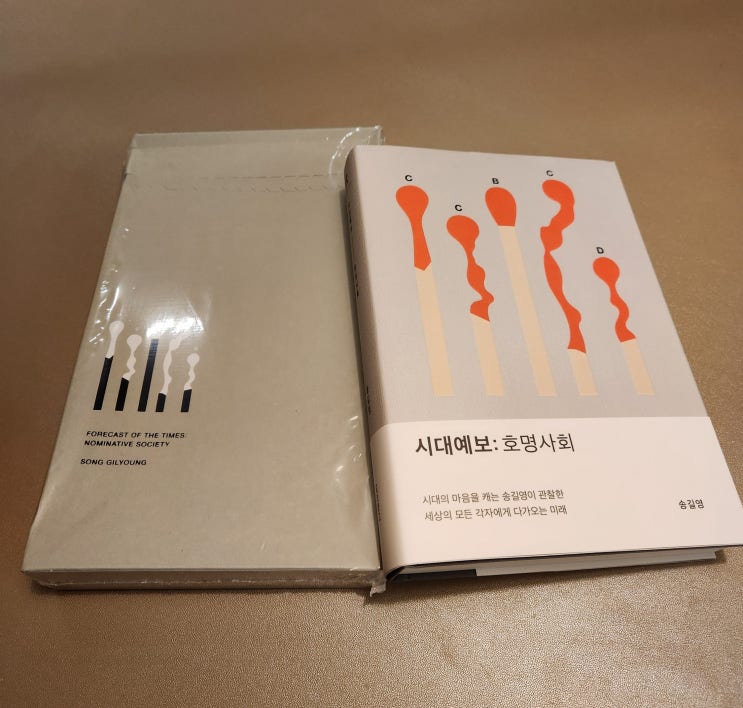 FORECAST OF THE TIMES:
NOMINATIVE SOCIETY
SONG GILYOUNG
C
C
B
C
D
시대예보: 호명사회
시대의 마음을 캐는 송길영이 관찰한
세상의 모든 각자에게 다가오는 미래
송길영